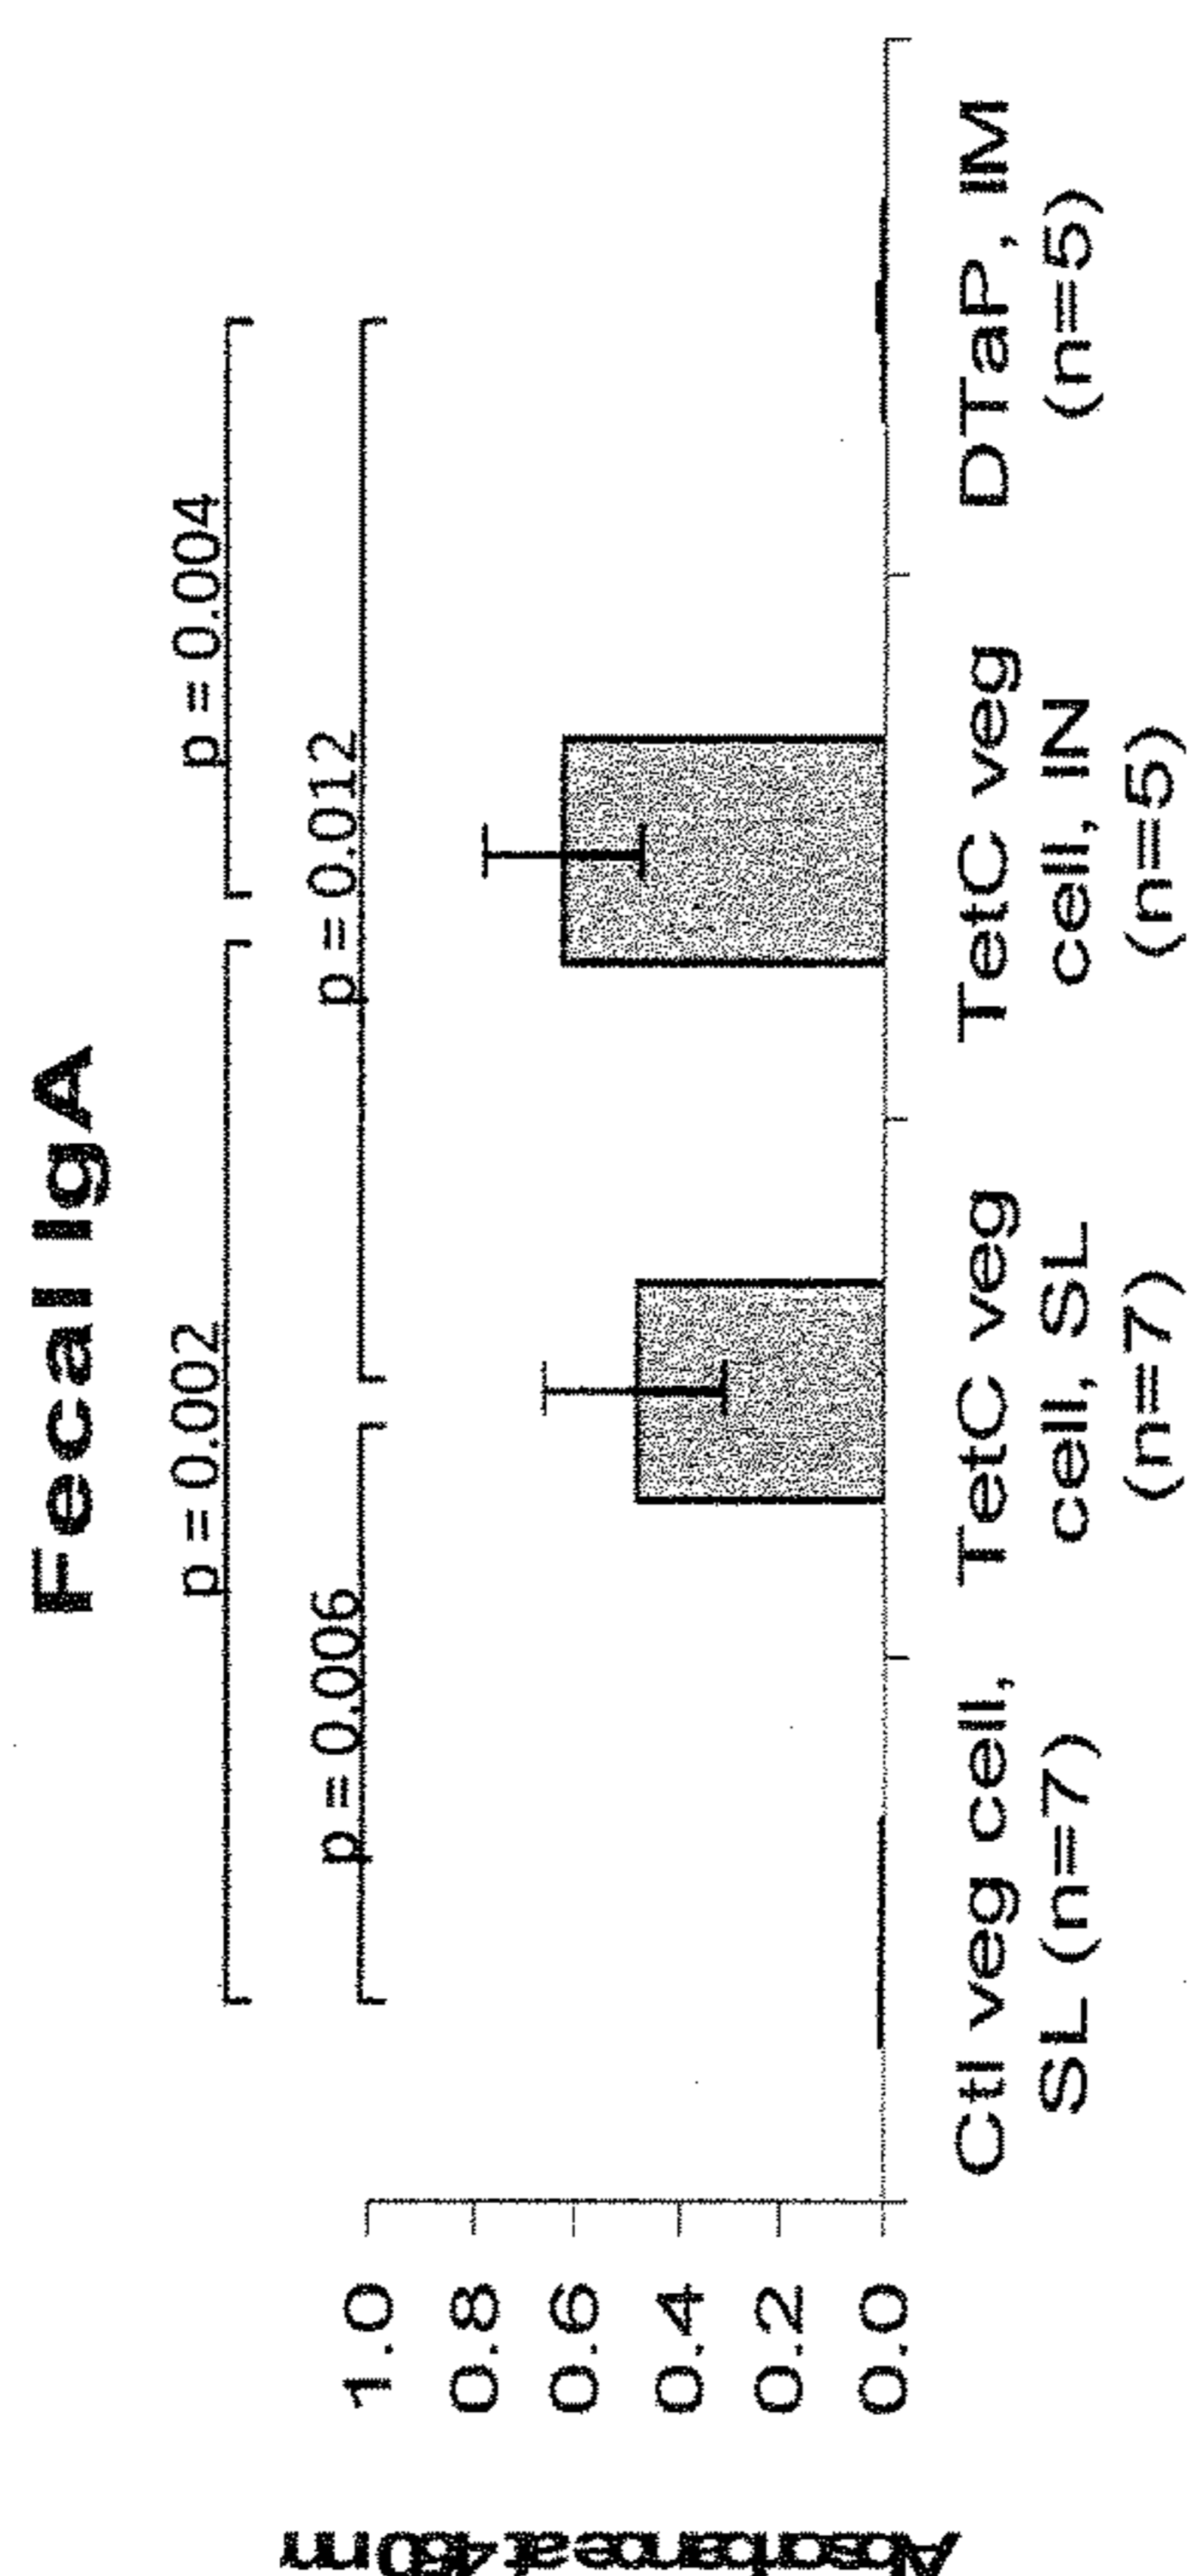 Fecal IgA
p = 0.002
p = 0.004
p = 0.006
p = 0.012
Absorbance at 450 nm
1.0
0.8
0.6
0.4
0.2
0.0
Ctl veg cell,
SL (n=7)
TetC veg
cell, SL
(n=7)
TetC veg
cell, IN
(n=5)
DTaP, IM
(n=5)